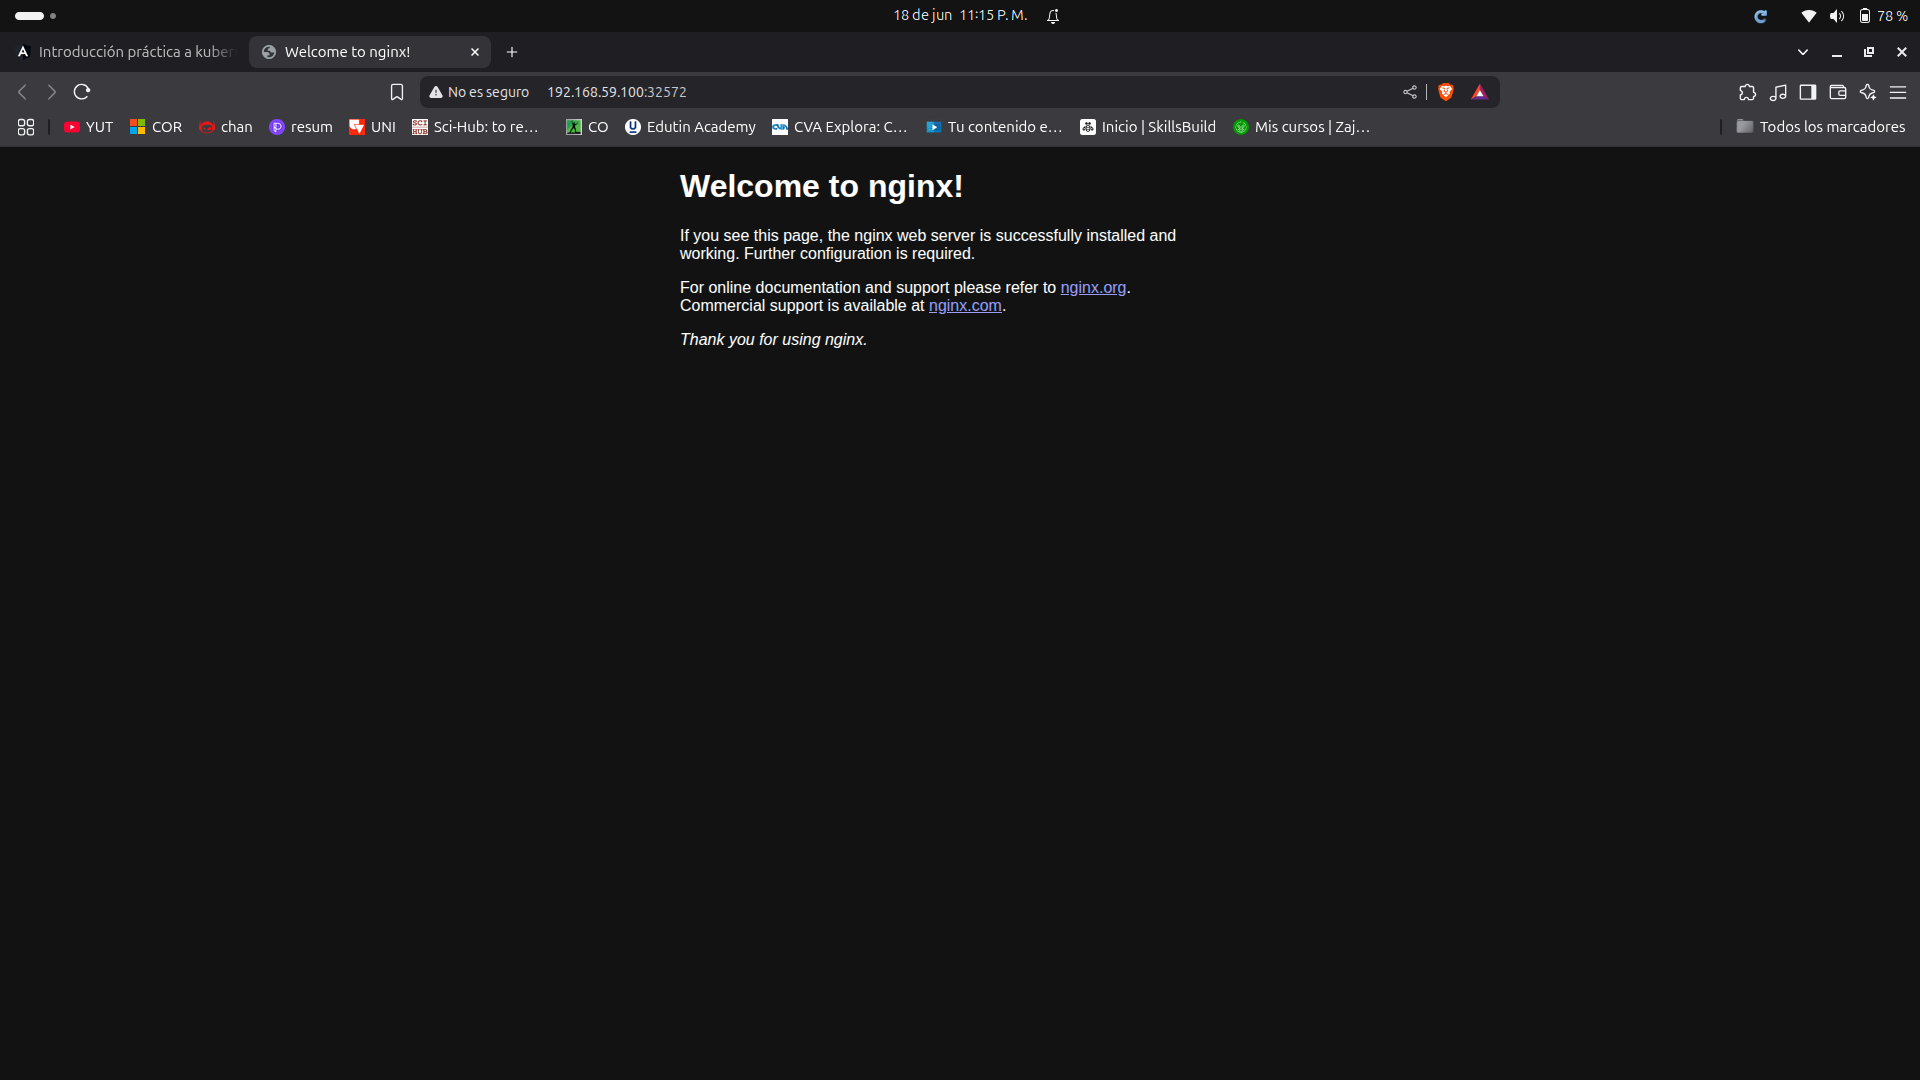 18 de jun 11:15 P. M.
78 %
Introducción práctica a kuber
Welcome to nginx!
No es seguro 192.168.59.100:32572
YUT COR chan resum UNI Sci-Hub: to re… CO Edutin Academy CVA Explora: C… Tu contenido e… Inicio | SkillsBuild Mis cursos | Zaj… Todos los marcadores
Welcome to nginx!
If you see this page, the nginx web server is successfully installed and
working. Further configuration is required.
For online documentation and support please refer to nginx.org.
Commercial support is available at nginx.com.
Thank you for using nginx.